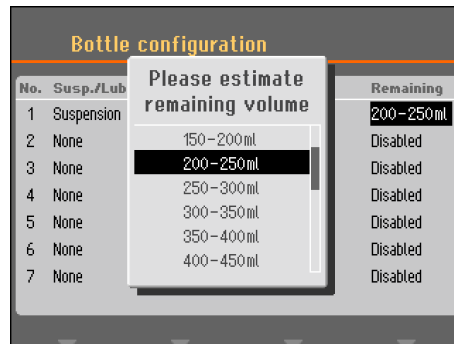 Bottle configuration
No. Susp./Lub Remaining
1 Suspension 200-250ml
2 None Disabled
3 None Disabled
4 None Disabled
5 None Disabled
6 None Disabled
7 None Disabled
Please estimate
remaining volume
150-200ml
200-250ml
250-300ml
300-350ml
350-400ml
400-450ml